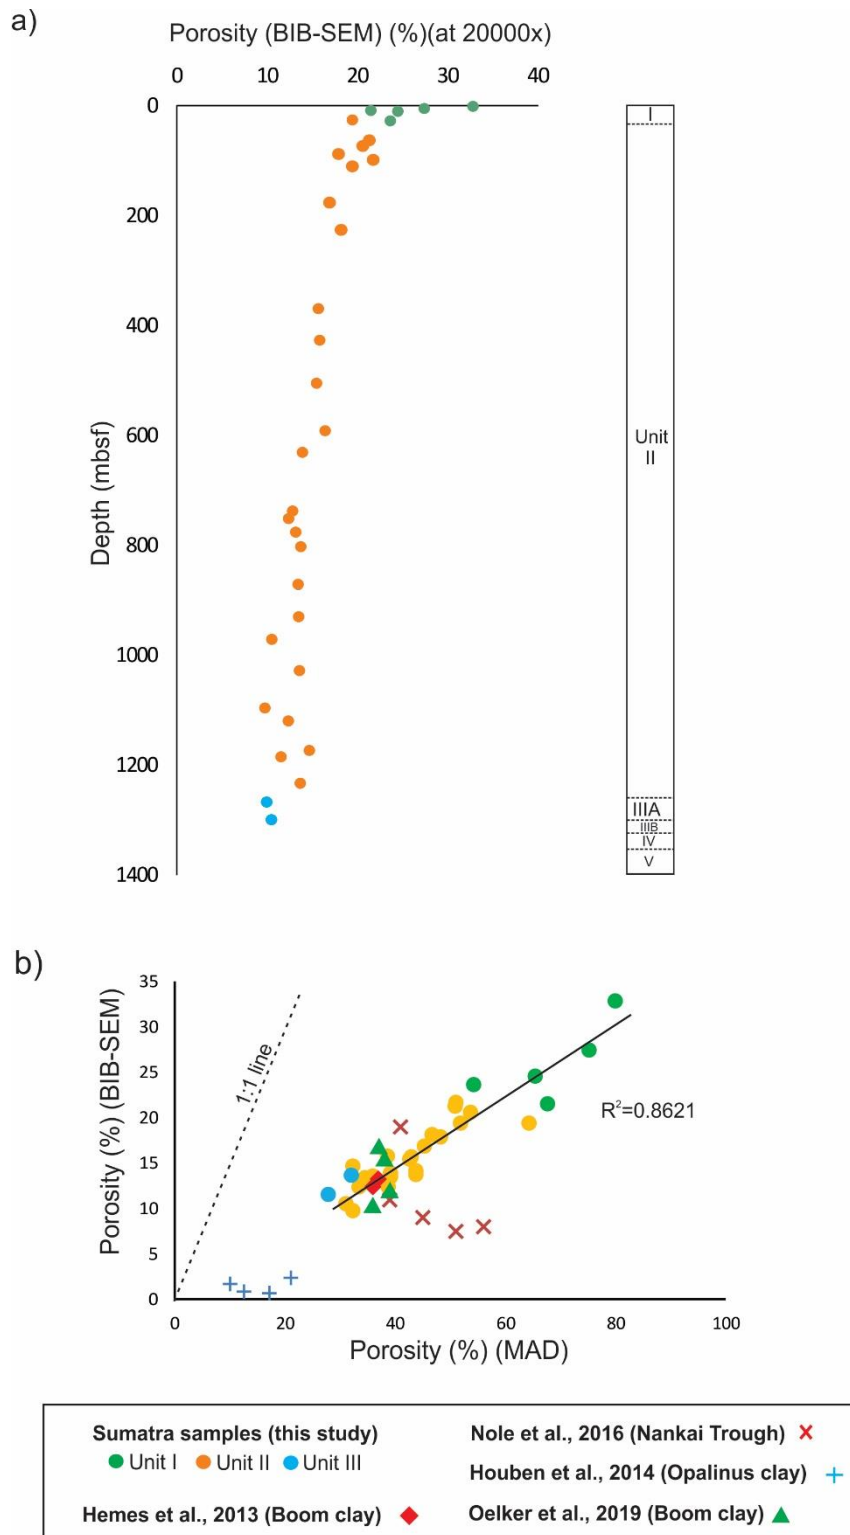 a)
Porosity (BIB-SEM) (%)(at 20000x)
0 10 20 30 40
0
200
400
600
800
1000
1200
1400
Depth (mbsf)
I
Unit
II
IIIA
IIIB
IV
V
b)
35
30
25
20
15
10
5
0
Porosity (%) (BIB-SEM)
1:1 line
R²=0.8621
0 20 40 60 80 100
Porosity (%) (MAD)
Sumatra samples (this study)
Unit I Unit II Unit III
Hemes et al., 2013 (Boom clay)
Nole et al., 2016 (Nankai Trough)
Houben et al., 2014 (Opalinus clay)
Oelker et al., 2019 (Boom clay)